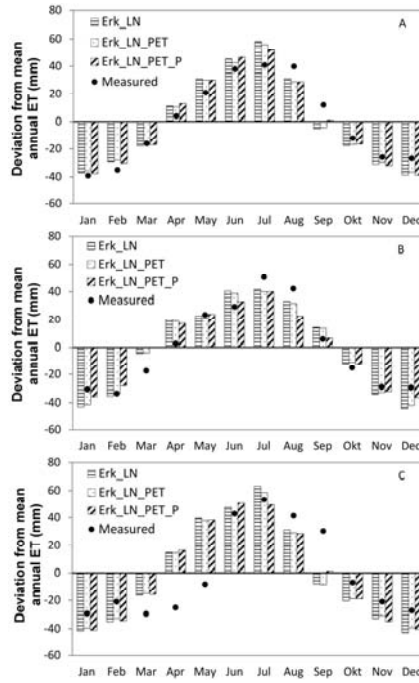 80
60
40
20
0
-20
-40
-60
Deviation from mean
annual ET (mm)
Erk_LN
Erk_LN_PET
Erk_LN_PET_P
Measured
A
Jan Feb Mar Apr May Jun Jul Aug Sep Okt Nov Dec
80
60
40
20
0
-20
-40
-60
Deviation from mean
annual ET (mm)
Erk_LN
Erk_LN_PET
Erk_LN_PET_P
Measured
B
Jan Feb Mar Apr May Jun Jul Aug Sep Okt Nov Dec
80
60
40
20
0
-20
-40
-60
Deviation from mean
annual ET (mm)
Erk_LN
Erk_LN_PET
Erk_LN_PET_P
Measured
C
Jan Feb Mar Apr May Jun Jul Aug Sep Okt Nov Dec